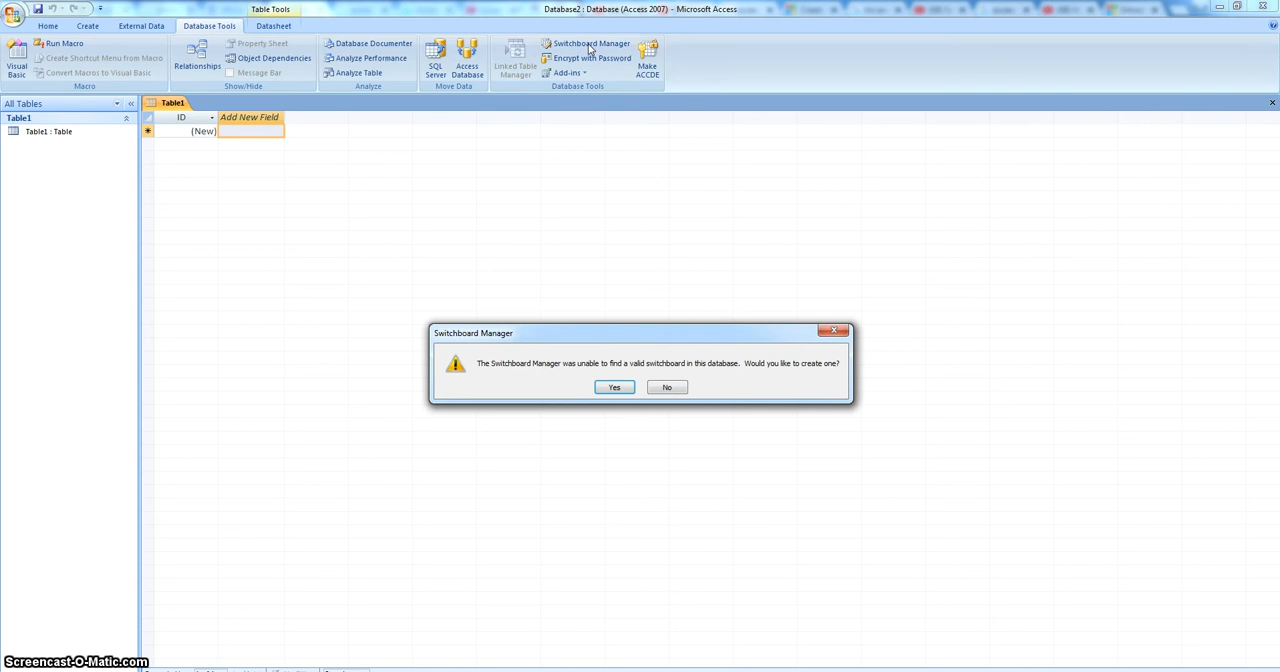 Table Tools
Database2 : Database (Access 2007) - Microsoft Access
Home Create External Data Database Tools Datasheet
Visual Basic
Run Macro
Create Shortcut Menu from Macro
Convert Macros to Visual Basic
Macro
Relationships
Property Sheet
Object Dependencies
Message Bar
Show/Hide
Database Documenter
Analyze Performance
Analyze Table
Analyze
SQL Server
Access Database
Move Data
Linked Table Manager
Switchboard Manager
Encrypt with Password
Add-ins
Make ACCDE
Database Tools
All Tables
Table1
Table1 : Table
Table1
ID Add New Field
(New)
Switchboard Manager
The Switchboard Manager was unable to find a valid switchboard in this database. Would you like to create one?
Yes No
Screencast-O-Matic.com